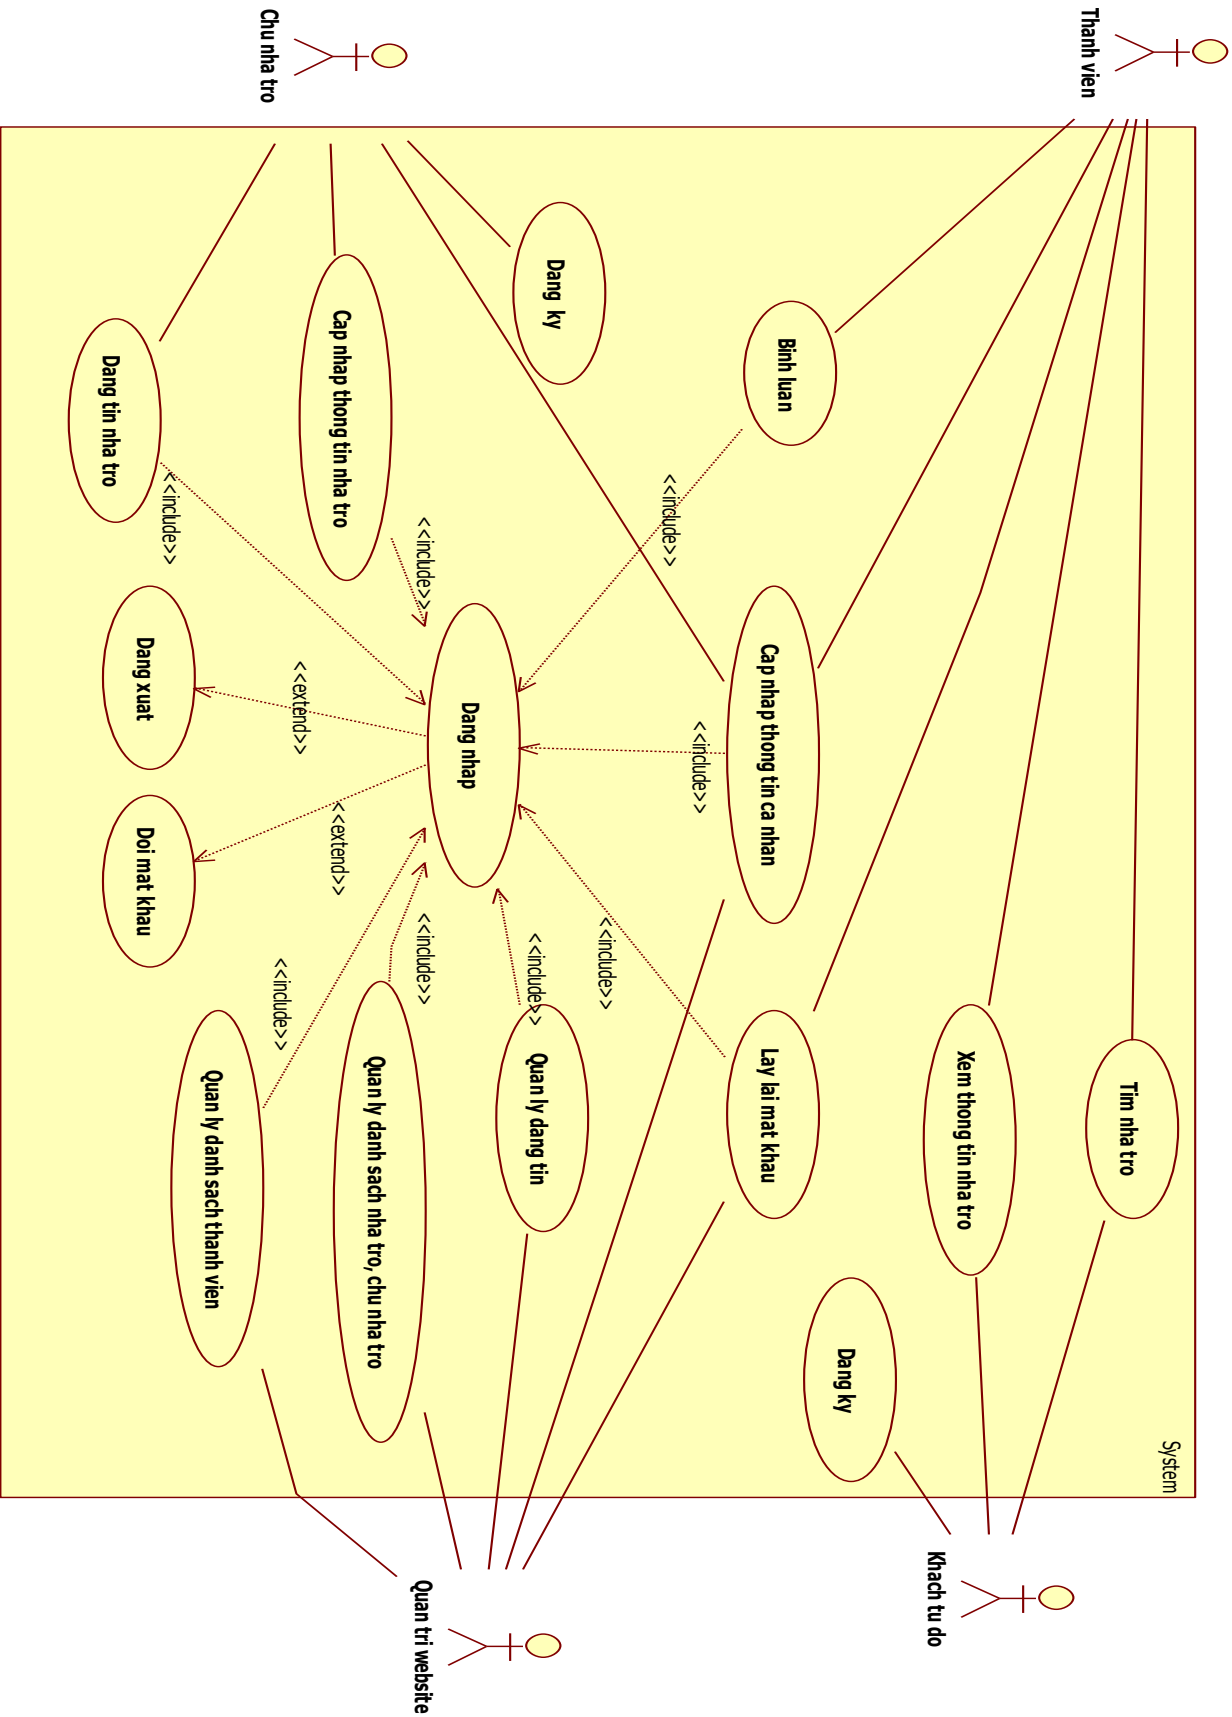 System
Thanh vien
Tim nha tro
Xem thong tin nha tro
Khach tu do
Dang ky
Binh luan
Cap nhap thong tin ca nhan
Lay lai mat khau
<<include>>
<<include>>
<<include>>
Dang  ky
Quan ly dang tin
<<include>>
Dang nhap
Chu nha tro
Cap nhap thong tin nha tro
<<include>>
<<include>>
Quan ly danh sach nha tro, chu nha tro
Quan tri website
<<extend>>
<<extend>>
<<include>>
Quan ly danh sach thanh vien
<<include>>
Dang xuat
Doi mat khau
Dang tin nha tro